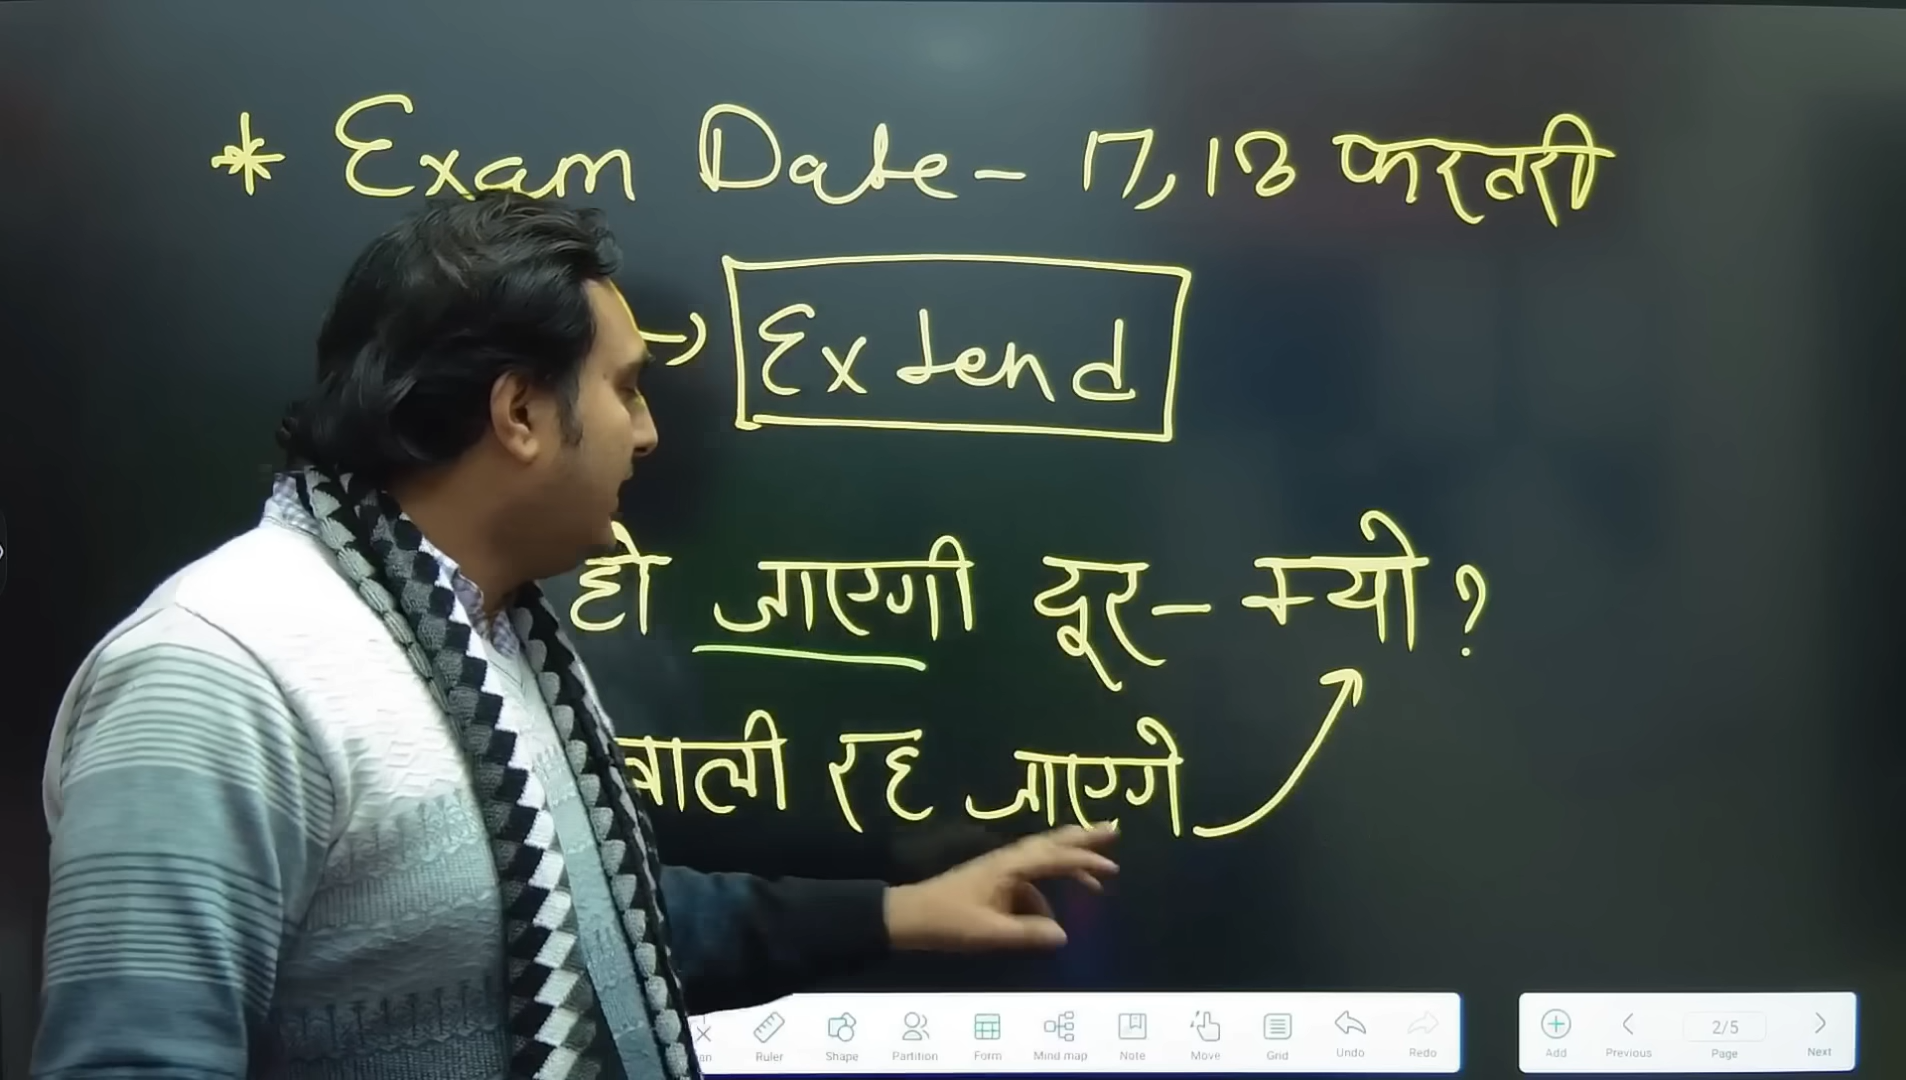 * Exam Date - 17, 18 फरवरी
→ Extend
हो जाएगी दूर - क्यो ?
रह जाएगे
Ruler Shape Partition Form Mind map Note Move Grid Undo Redo
Add Previous 2/5 Page Next